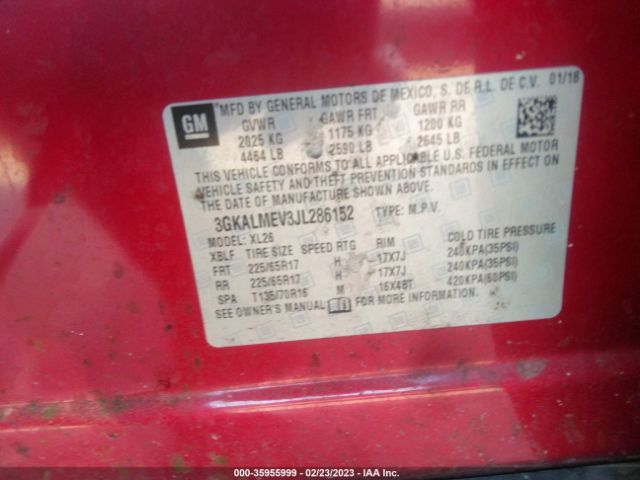 GM
MFD BY GENERAL MOTORS DE MEXICO, S. DE R.L. DE C.V. 01/18
GVWR GAWR FRT GAWR RR
2025 KG 1175 KG 1200 KG
4464 LB 2590 LB 2645 LB
THIS VEHICLE CONFORMS TO ALL APPLICABLE U.S. FEDERAL MOTOR
VEHICLE SAFETY AND THEFT PREVENTION STANDARDS IN EFFECT ON
THE DATE OF MANUFACTURE SHOWN ABOVE.
3GKALMEV3JL286152 TYPE: M.P.V.
MODEL: XL26
XBLF TIRE SIZE SPEED RTG RIM COLD TIRE PRESSURE
FRT 225/65R17 H 17X7J 240KPA(35PSI)
RR 225/65R17 H 17X7J 240KPA(35PSI)
SPA T135/70R16 M 16X4BT 420KPA(60PSI)
SEE OWNER'S MANUAL FOR MORE INFORMATION.
000-35955999 - 02/23/2023 - IAA Inc.